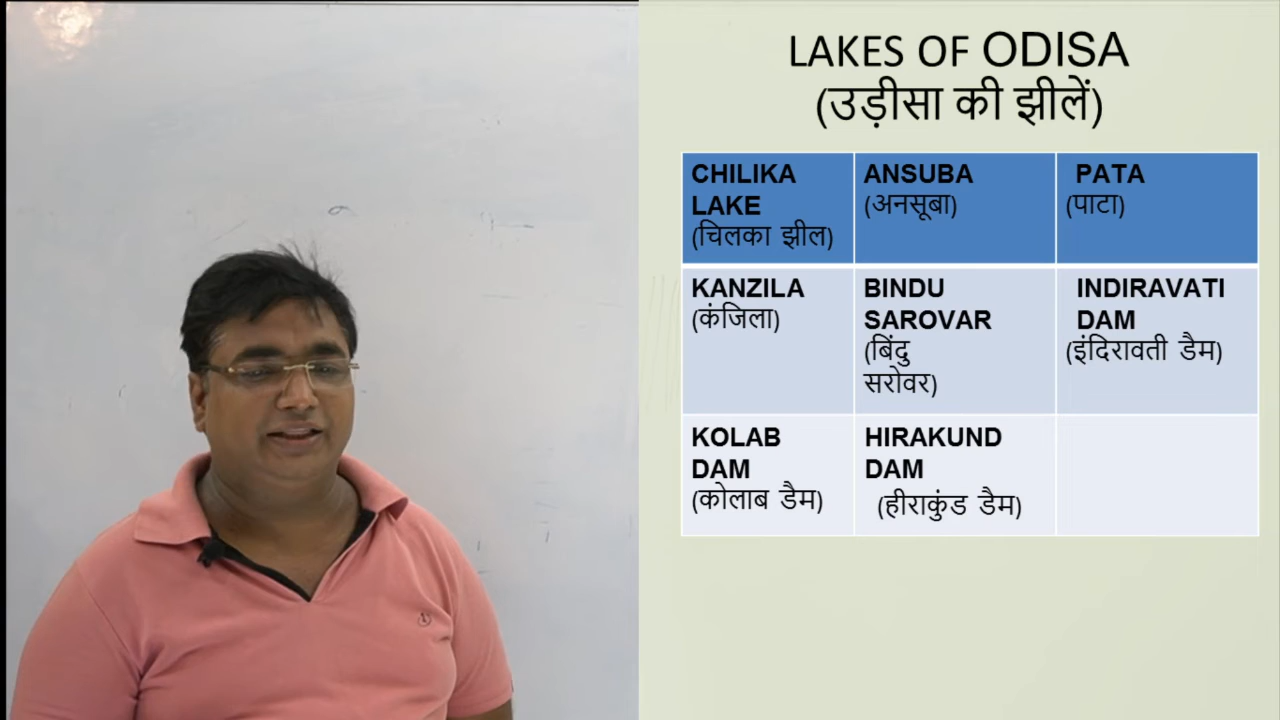 LAKES OF ODISA
(उड़ीसा की झीलें)
CHILIKA
LAKE
(चिलका झील)
ANSUBA
(अनसूबा)
PATA
(पाटा)
KANZILA
(कंजिला)
BINDU
SAROVAR
(बिंदु
सरोवर)
INDIRAVATI
DAM
(इंदिरावती डैम)
KOLAB
DAM
(कोलाब डैम)
HIRAKUND
DAM
(हीराकुंड डैम)